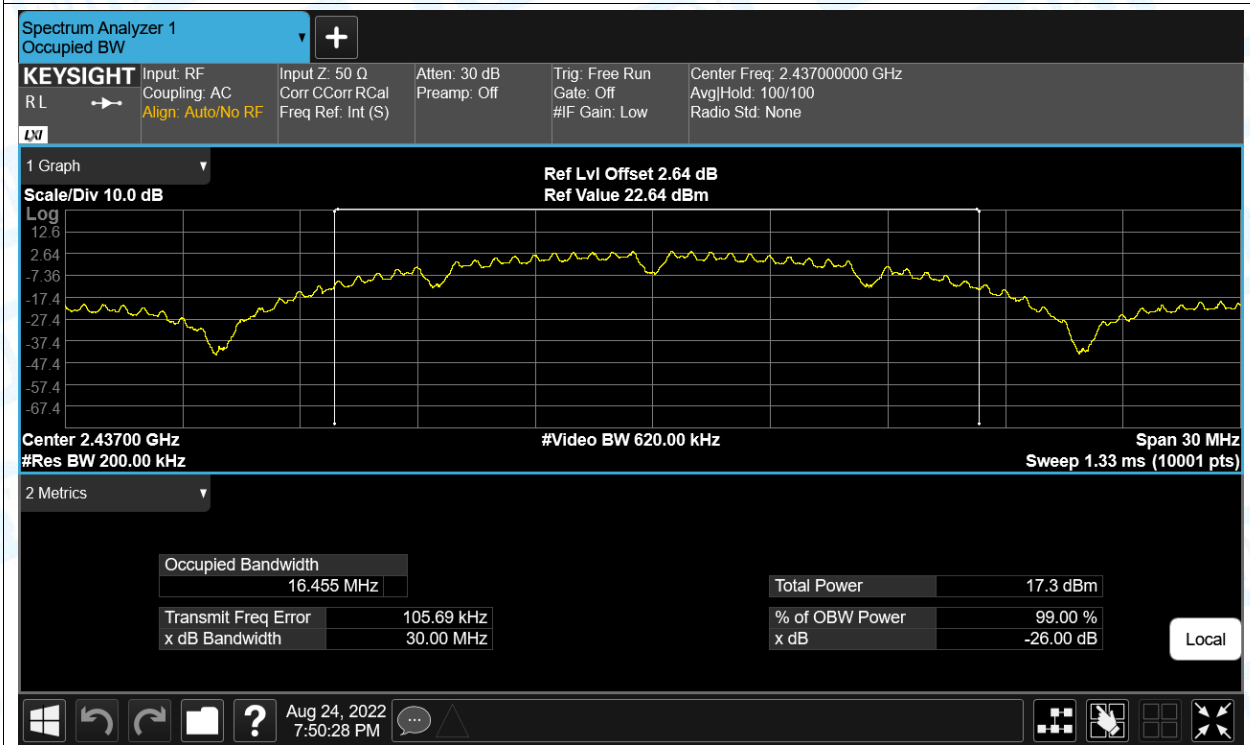 Spectrum Analyzer 1
Occupied BW
+
KEYSIGHT
R L
LXI
Input: RF
Coupling: AC
Align: Auto/No RF
Input Z: 50 Ω
Corr CCorr RCal
Freq Ref: Int (S)
Atten: 30 dB
Preamp: Off
Trig: Free Run
Gate: Off
#IF Gain: Low
Center Freq: 2.437000000 GHz
Avg|Hold: 100/100
Radio Std: None
1 Graph
Scale/Div 10.0 dB
Ref Lvl Offset 2.64 dB
Ref Value 22.64 dBm
Log
12.6
2.64
-7.36
-17.4
-27.4
-37.4
-47.4
-57.4
-67.4
Center 2.43700 GHz
#Video BW 620.00 kHz
Span 30 MHz
#Res BW 200.00 kHz
Sweep 1.33 ms (10001 pts)
2 Metrics
Occupied Bandwidth
16.455 MHz
Transmit Freq Error 105.69 kHz
x dB Bandwidth 30.00 MHz
Total Power 17.3 dBm
% of OBW Power 99.00 %
x dB -26.00 dB
Local
?
Aug 24, 2022
7:50:28 PM